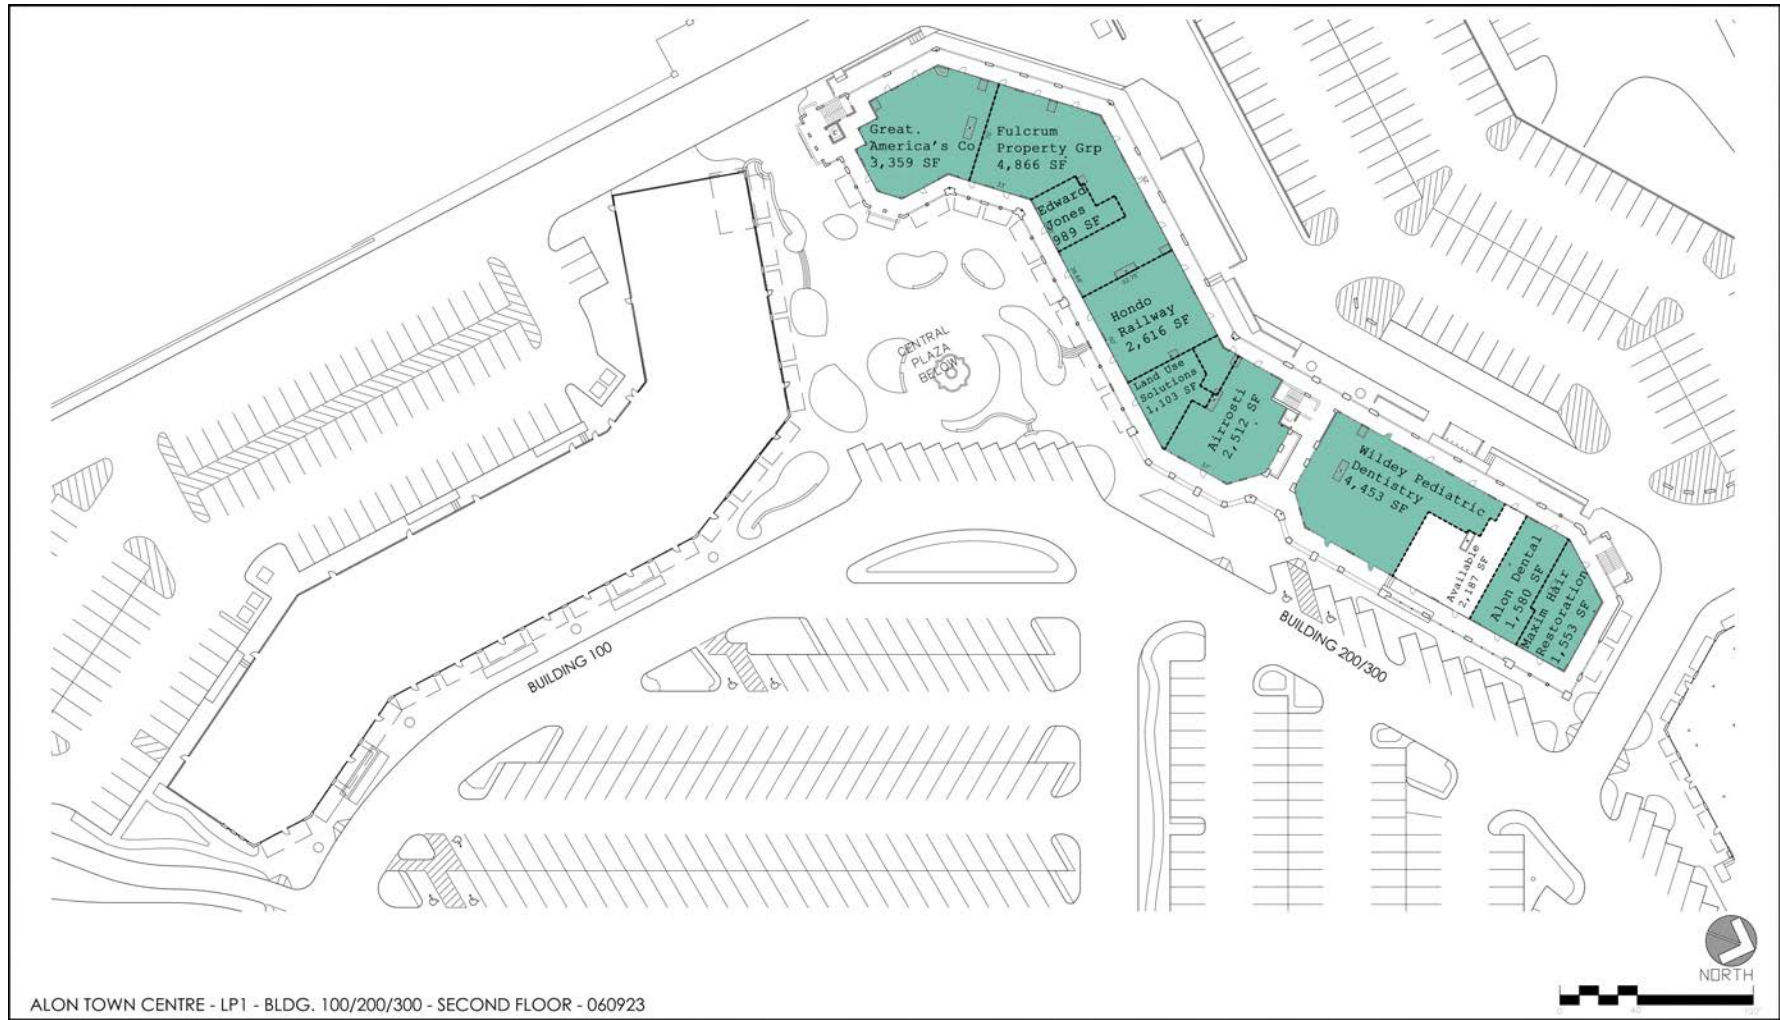 Great.
America's Co
3,359 SF
Fulcrum
Property Grp
4,866 SF
Edward
Jones
989 SF
Hondo
Railway
2,616 SF
Land Use
Solutions
1,103 SF
Airrosti
2,512 SF
Wildey Pediatric
Dentistry
4,453 SF
Available
2,187 SF
Alon Dental
1,580 SF
Maxim Hair
Restoration
1,553 SF
CENTRAL
PLAZA
BELOW
BUILDING 100
BUILDING 200/300
NORTH
0 40 100'
ALON TOWN CENTRE - LP1 - BLDG. 100/200/300 - SECOND FLOOR - 060923